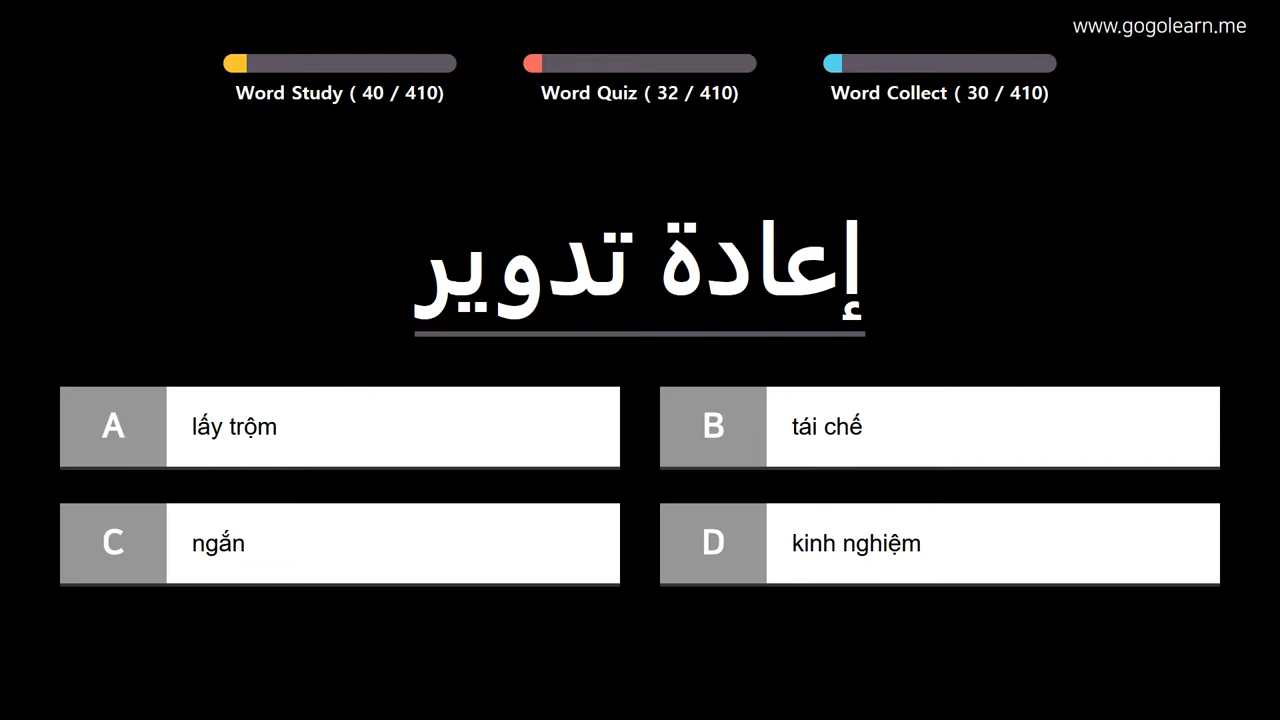 www.gogolearn.me
Word Study ( 40 / 410)
Word Quiz ( 32 / 410)
Word Collect ( 30 / 410)
إعادة تدوير
A lấy trộm
B tái chế
C ngắn
D kinh nghiệm